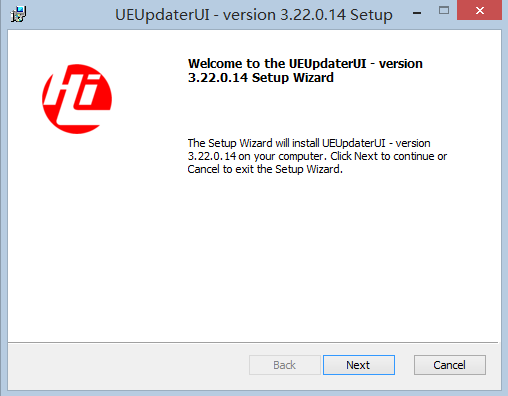 UEUpdaterUI - version 3.22.0.14 Setup
Hi
Welcome to the UEUpdaterUI - version
3.22.0.14 Setup Wizard
The Setup Wizard will install UEUpdaterUI - version
3.22.0.14 on your computer. Click Next to continue or
Cancel to exit the Setup Wizard.
Back
Next
Cancel